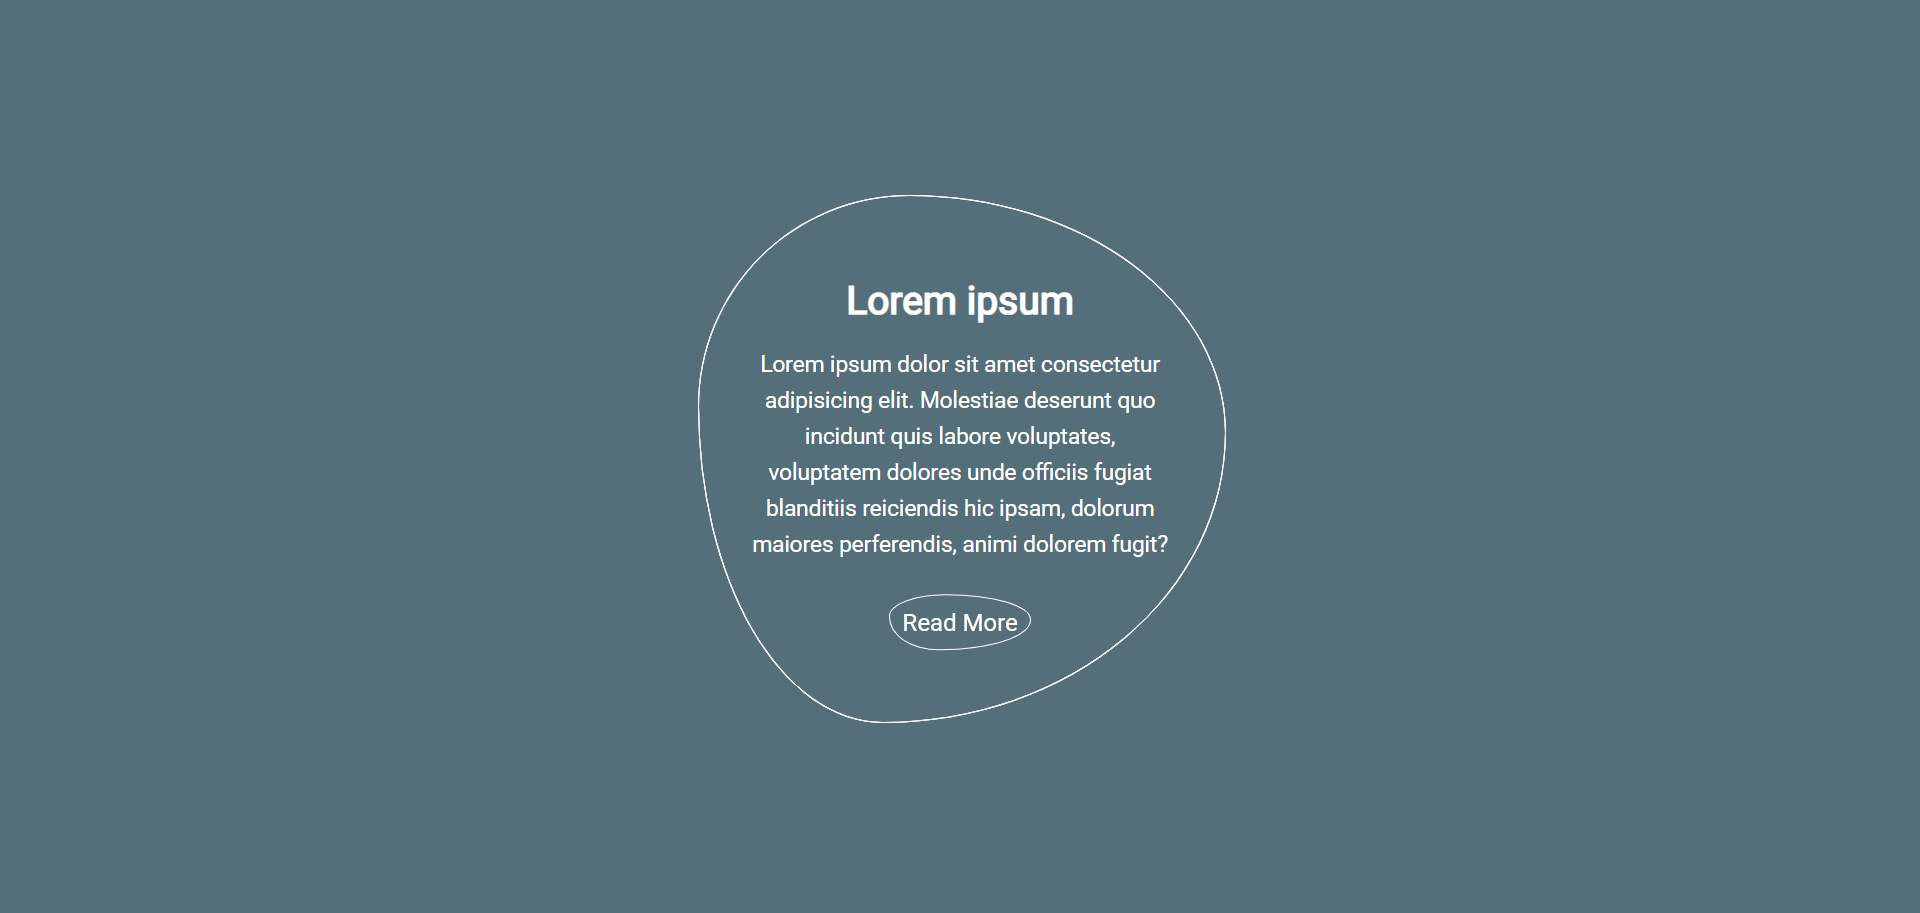 Lorem ipsum
Lorem ipsum dolor sit amet consectetur
adipisicing elit. Molestiae deserunt quo
incidunt quis labore voluptates,
voluptatem dolores unde officiis fugiat
blanditiis reiciendis hic ipsam, dolorum
maiores perferendis, animi dolorem fugit?
Read More